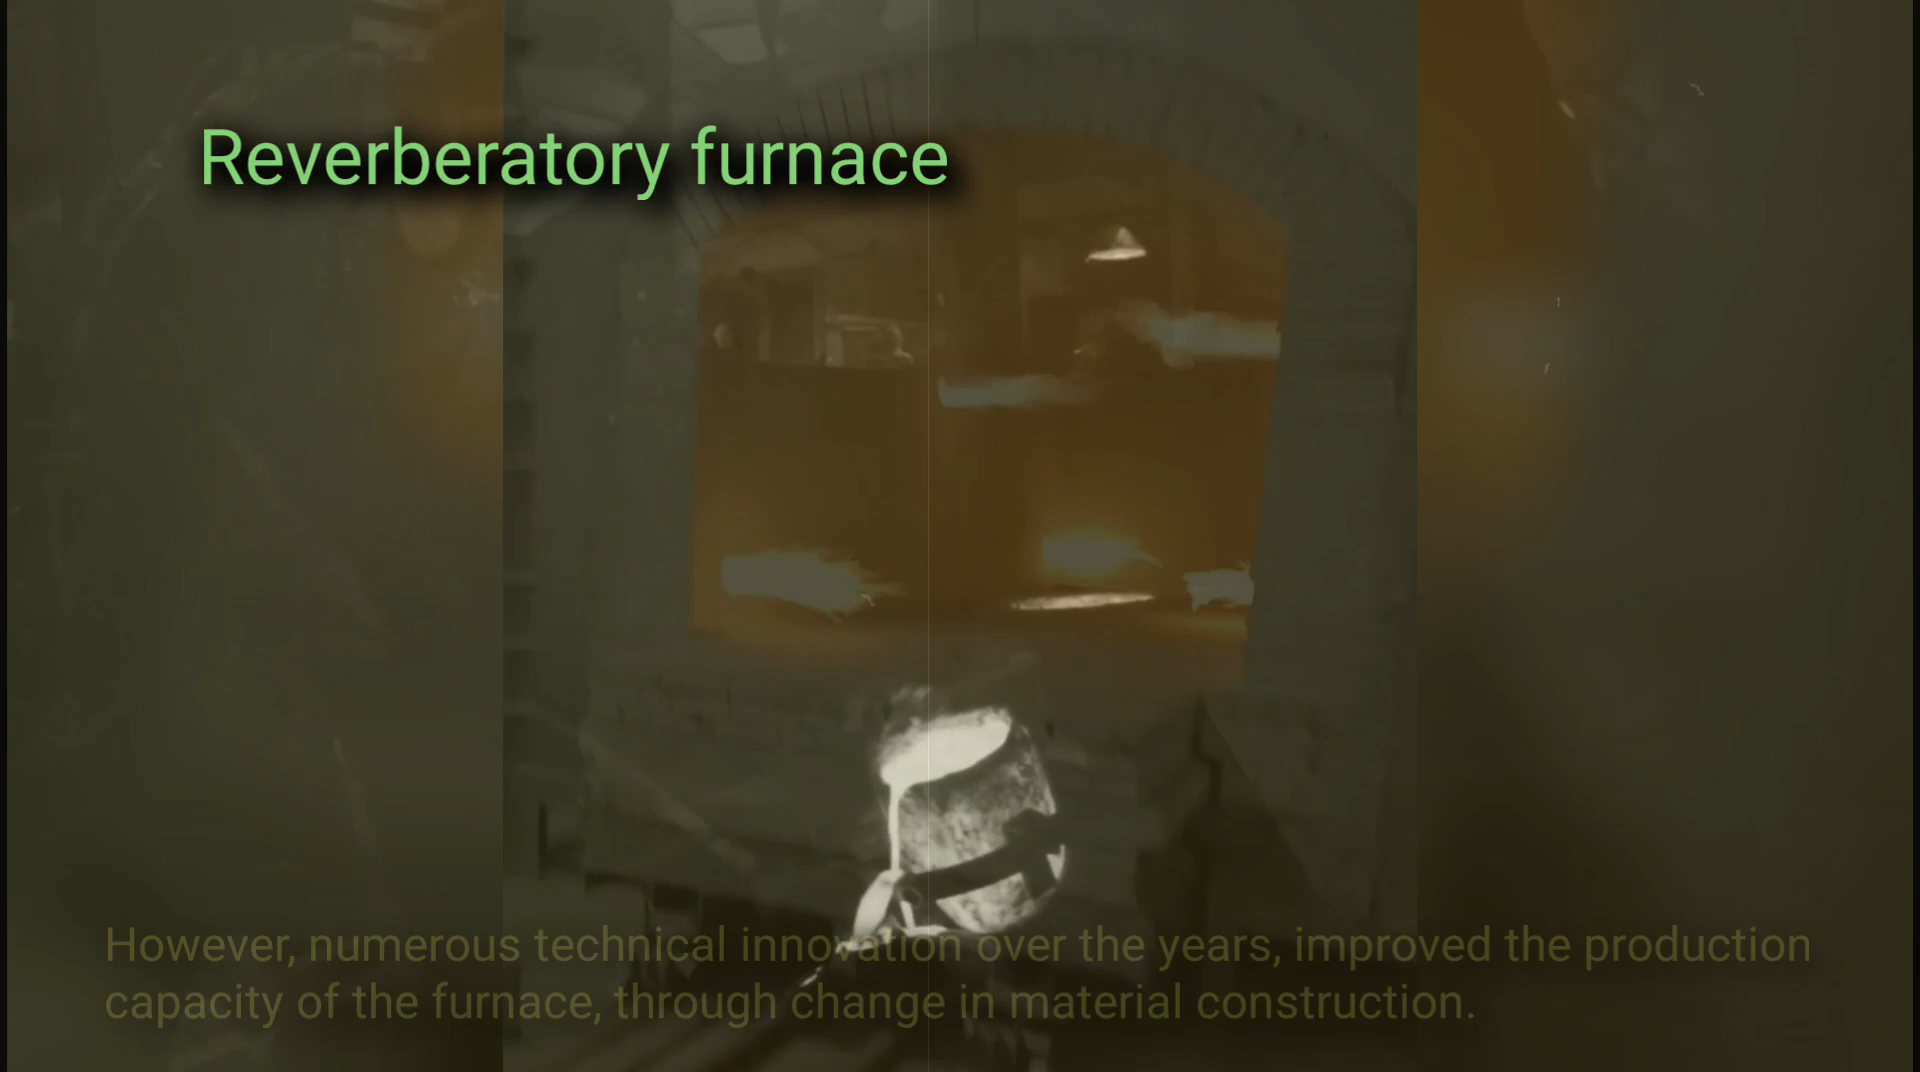 Reverberatory furnace
However, numerous technical innovation over the years, improved the production
capacity of the furnace, through change in material construction.